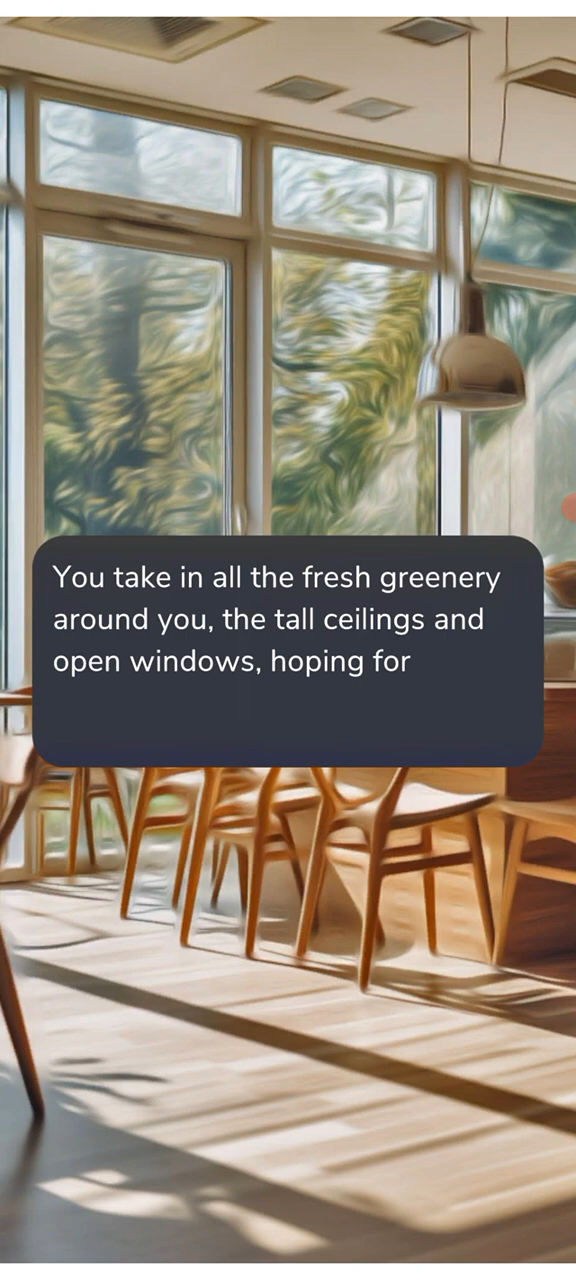 You take in all the fresh greenery
around you, the tall ceilings and
open windows, hoping for